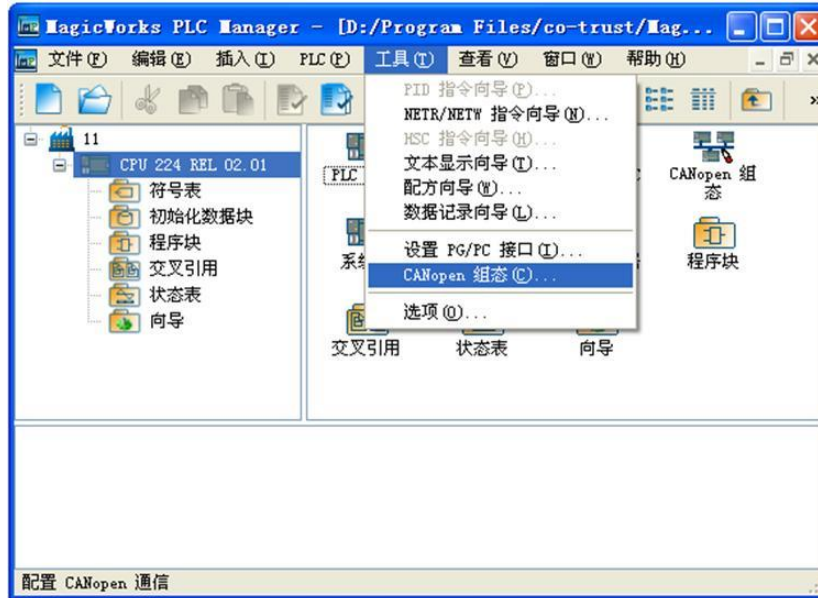 MagicWorks PLC Manager - [D:/Program Files/co-trust/Mag...
文件(F) 编辑(E) 插入(I) PLC(P) 工具(T) 查看(V) 窗口(W) 帮助(H)
PID 指令向导(P)...
NETR/NETW 指令向导(N)...
HSC 指令向导(H)...
文本显示向导(T)...
配方向导(W)...
数据记录向导(L)...
设置 PG/PC 接口(I)...
CANopen 组态(C)...
选项(O)...
11
CPU 224 REL 02.01
符号表
初始化数据块
程序块
交叉引用
状态表
向导
PLC
CANopen 组
态
程序块
交叉引用 状态表 向导
配置 CANopen 通信